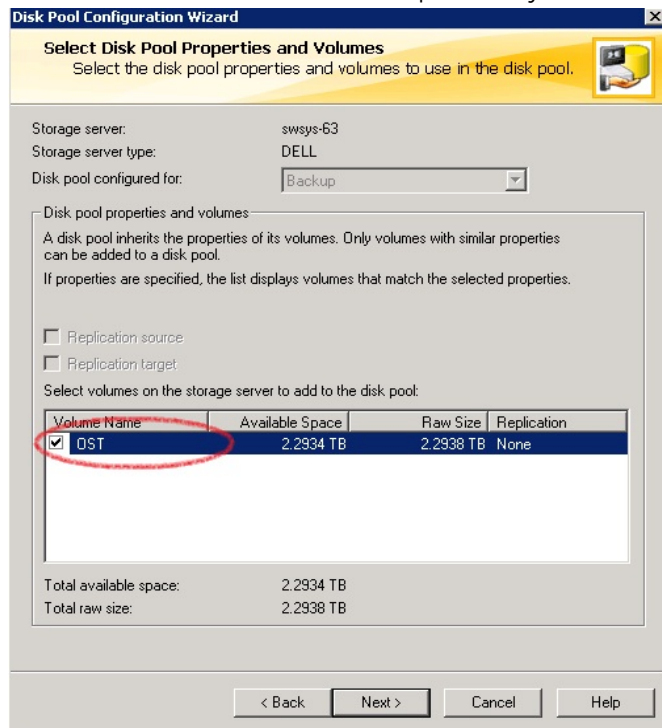 Disk Pool Configuration Wizard
Select Disk Pool Properties and Volumes
Select the disk pool properties and volumes to use in the disk pool.
Storage server: swsys-63
Storage server type: DELL
Disk pool configured for: Backup
Disk pool properties and volumes
A disk pool inherits the properties of its volumes. Only volumes with similar properties
can be added to a disk pool.
If properties are specified, the list displays volumes that match the selected properties.
Replication source
Replication target
Select volumes on the storage server to add to the disk pool:
Volume Name Available Space Raw Size Replication
OST 2.2934 TB 2.2938 TB None
Total available space: 2.2934 TB
Total raw size: 2.2938 TB
< Back Next > Cancel Help